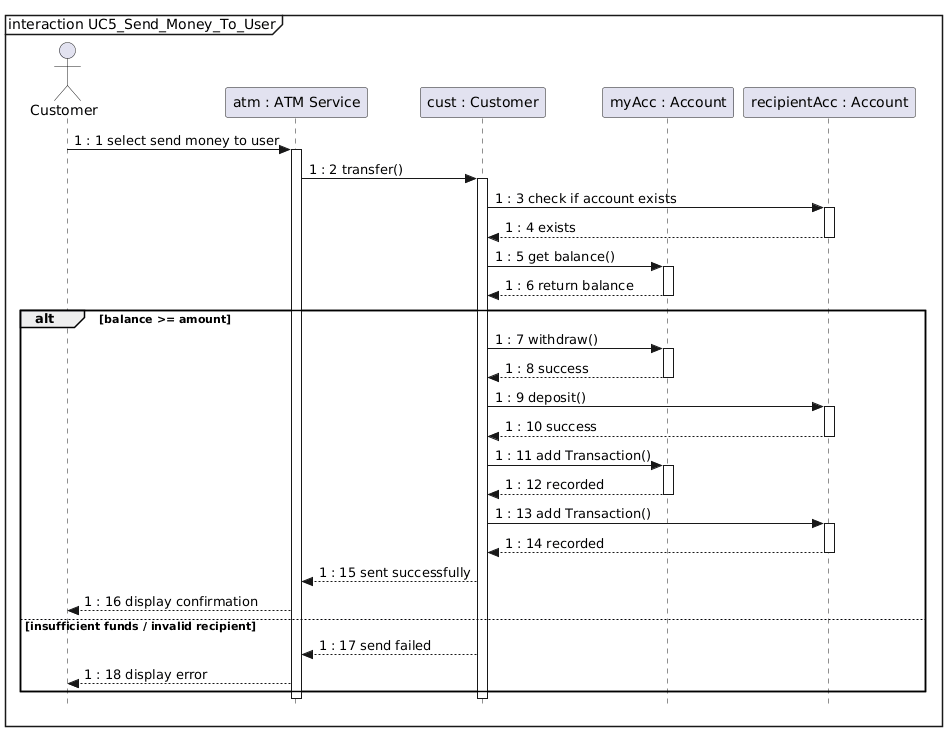 interaction UC5_Send_Money_To_User
Customer
atm : ATM Service
cust : Customer
myAcc : Account
recipientAcc : Account
1 : 1 select send money to user
1 : 2 transfer()
1 : 3 check if account exists
1 : 4 exists
1 : 5 get balance()
1 : 6 return balance
alt
[balance >= amount]
1 : 7 withdraw()
1 : 8 success
1 : 9 deposit()
1 : 10 success
1 : 11 add Transaction()
1 : 12 recorded
1 : 13 add Transaction()
1 : 14 recorded
1 : 15 sent successfully
1 : 16 display confirmation
[insufficient funds / invalid recipient]
1 : 17 send failed
1 : 18 display error